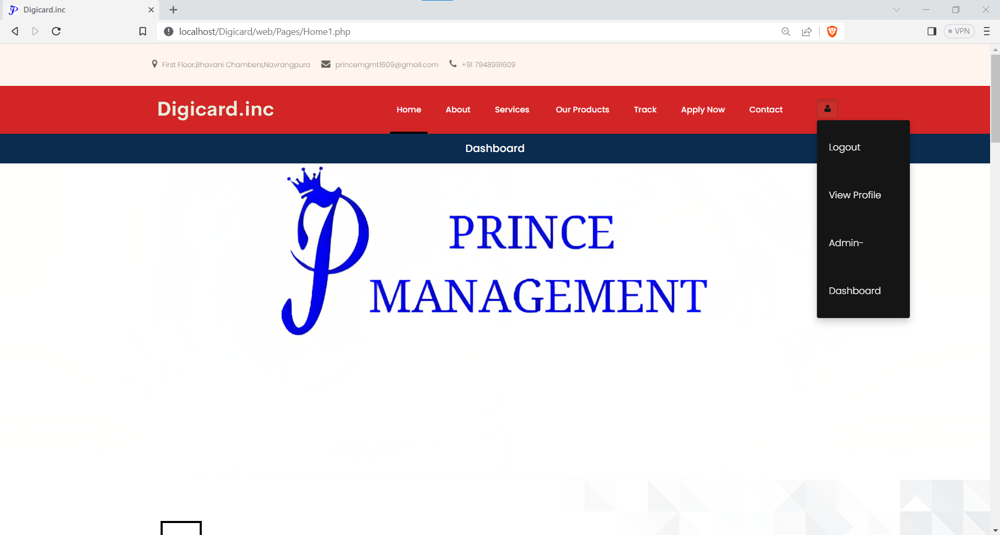 Digicard.inc
localhost/Digicard/web/Pages/Home1.php
VPN
First Floor,Bhavani Chambers,Navrangpura princemgmt1609@gmail.com +91 7948991609
Digicard.inc Home About Services Our Products Track Apply Now Contact
Dashboard
Logout
View Profile
Admin-
Dashboard
PRINCE
MANAGEMENT